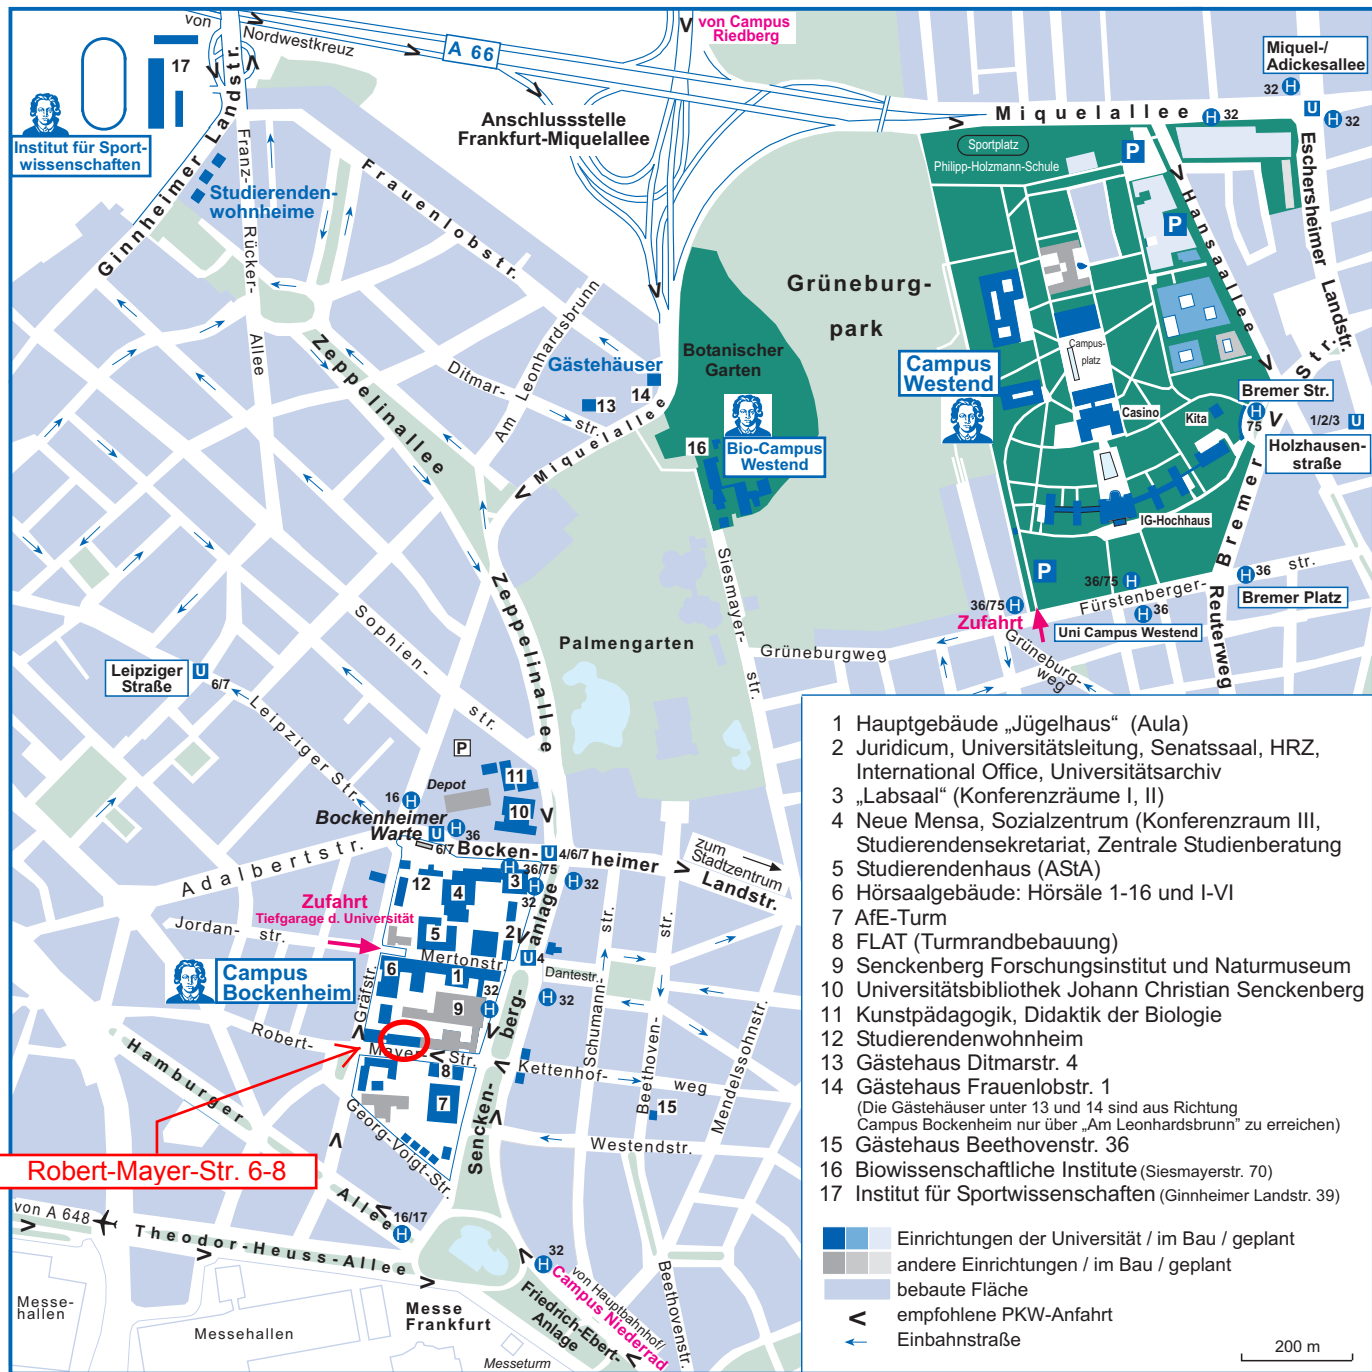 von
Nordwestkreuz
A 66
von Campus
Riedberg
Miquel-/
Adickesallee
32
H
U
H
32
17
Institut für Sport-
wissenschaften
Ginnheimer Landstr.
Franz-
Rücker-
Allee
Studierenden-
wohnheime
Frauenlobstr.
Anschlussstelle
Frankfurt-Miquelallee
Miquelallee
H
32
Sportplatz
Philipp-Holzmann-Schule
P
P
Hansaallee
Eschersheimer Landstr.
Grüneburg-
park
Zeppelinallee
Ditmar-
str.
Am Leonhardsbrunn
Gästehäuser
13
14
Miquelallee
Botanischer
Garten
16
Bio-Campus
Westend
Campus
Westend
Campus-
platz
Casino
Kita
Bremer Str.
H
75
1/2/3
U
Holzhausen-
straße
IG-Hochhaus
Bremer Str.
P
36/75
H
36/75
H
Zufahrt
Fürstenberger-
str.
H
36
Bremer Platz
H
36
Uni Campus Westend
Reuterweg
Grüneburgweg
Grüneburg-
weg
Siesmayer-
str.
Palmengarten
Zeppelinallee
Sophien-
str.
Leipziger
Straße
U
6/7
Leipziger Str.
P
Depot
11
10
16
H
Bockenheimer
Warte
U
H
36
6/7
Adalbertstr.
Bocken-
U
4/6/7
heimer
Landstr.
zum
Stadtzentrum
H
36/75
12
4
3
H
32
H
32
Zufahrt
Tiefgarage d. Universität
Jordan-
str.
5
2
Mertonstr.
U
4
Dantestr.
Campus
Bockenheim
Gräfstr.
6
1
9
32
H
H
32
Sencken-
berg-
anlage
Schumann-
str.
Beethoven-
str.
Mendelssohnstr.
Robert-
Mayer-
Str.
8
7
Kettenhof-
weg
15
Westendstr.
Georg-Voigt-Str.
Hamburger
Allee
Robert-Mayer-Str. 6-8
von A 648
16/17
H
Theodor-Heuss-Allee
32
H
von Hauptbahnhof/
Campus Niederrad
Friedrich-Ebert-
Anlage
Beethovenstr.
Messe-
hallen
Messehallen
Messe
Frankfurt
Messeturm
1 Hauptgebäude „Jügelhaus“ (Aula)
2 Juridicum, Universitätsleitung, Senatssaal, HRZ,
International Office, Universitätsarchiv
3 „Labsaal“ (Konferenzräume I, II)
4 Neue Mensa, Sozialzentrum (Konferenzraum III,
Studierendensekretariat, Zentrale Studienberatung
5 Studierendenhaus (AStA)
6 Hörsaalgebäude: Hörsäle 1-16 und I-VI
7 AfE-Turm
8 FLAT (Turmrandbebauung)
9 Senckenberg Forschungsinstitut und Naturmuseum
10 Universitätsbibliothek Johann Christian Senckenberg
11 Kunstpädagogik, Didaktik der Biologie
12 Studierendenwohnheim
13 Gästehaus Ditmarstr. 4
14 Gästehaus Frauenlobstr. 1
(Die Gästehäuser unter 13 und 14 sind aus Richtung
Campus Bockenheim nur über „Am Leonhardsbrunn“ zu erreichen)
15 Gästehaus Beethovenstr. 36
16 Biowissenschaftliche Institute (Siesmayerstr. 70)
17 Institut für Sportwissenschaften (Ginnheimer Landstr. 39)
Einrichtungen der Universität / im Bau / geplant
andere Einrichtungen / im Bau / geplant
bebaute Fläche
empfohlene PKW-Anfahrt
Einbahnstraße
200 m